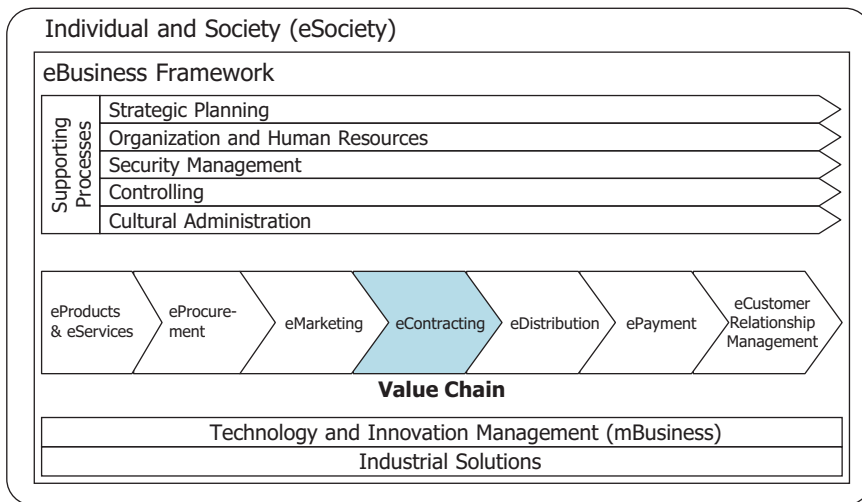 Individual and Society (eSociety)
eBusiness Framework
Supporting
Processes
Strategic Planning
Organization and Human Resources
Security Management
Controlling
Cultural Administration
eProducts
& eServices
eProcure-
ment
eMarketing
eContracting
eDistribution
ePayment
eCustomer
Relationship
Management
Value Chain
Technology and Innovation Management (mBusiness)
Industrial Solutions